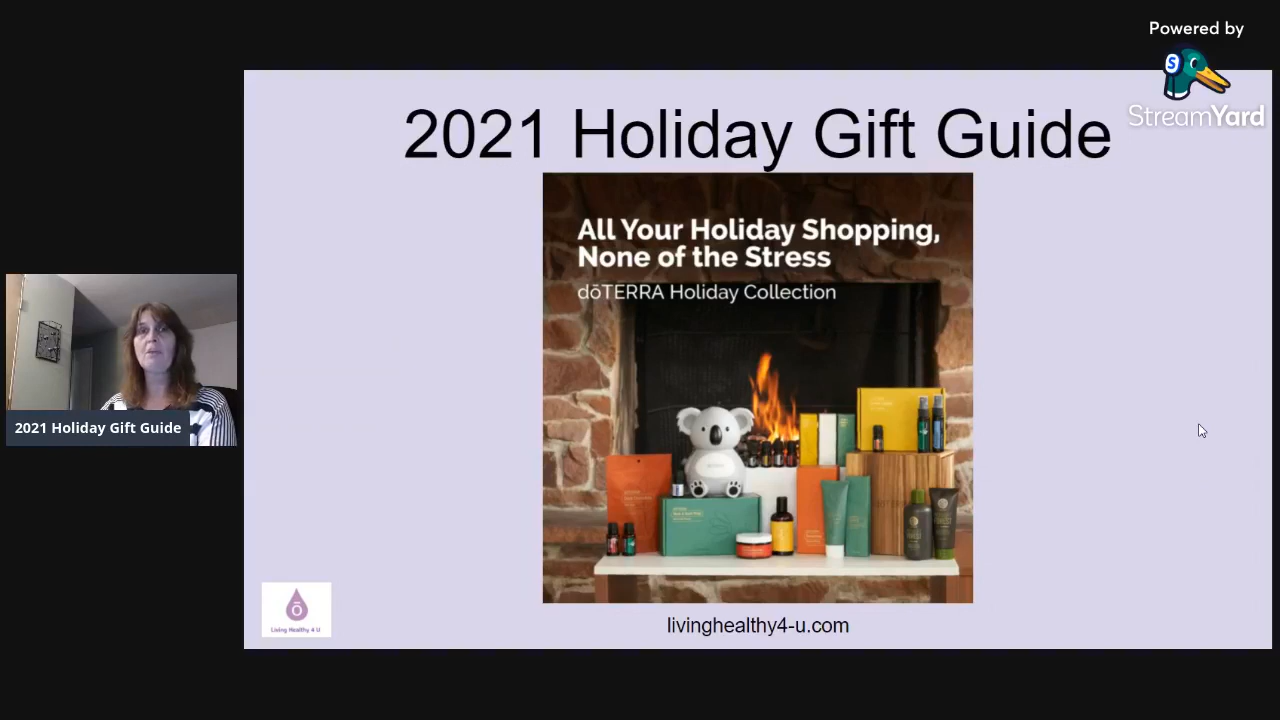 Powered by
S
StreamYard
2021 Holiday Gift Guide
All Your Holiday Shopping,
None of the Stress
dōTERRA Holiday Collection
2021 Holiday Gift Guide
ō
Living Healthy 4 U
livinghealthy4-u.com